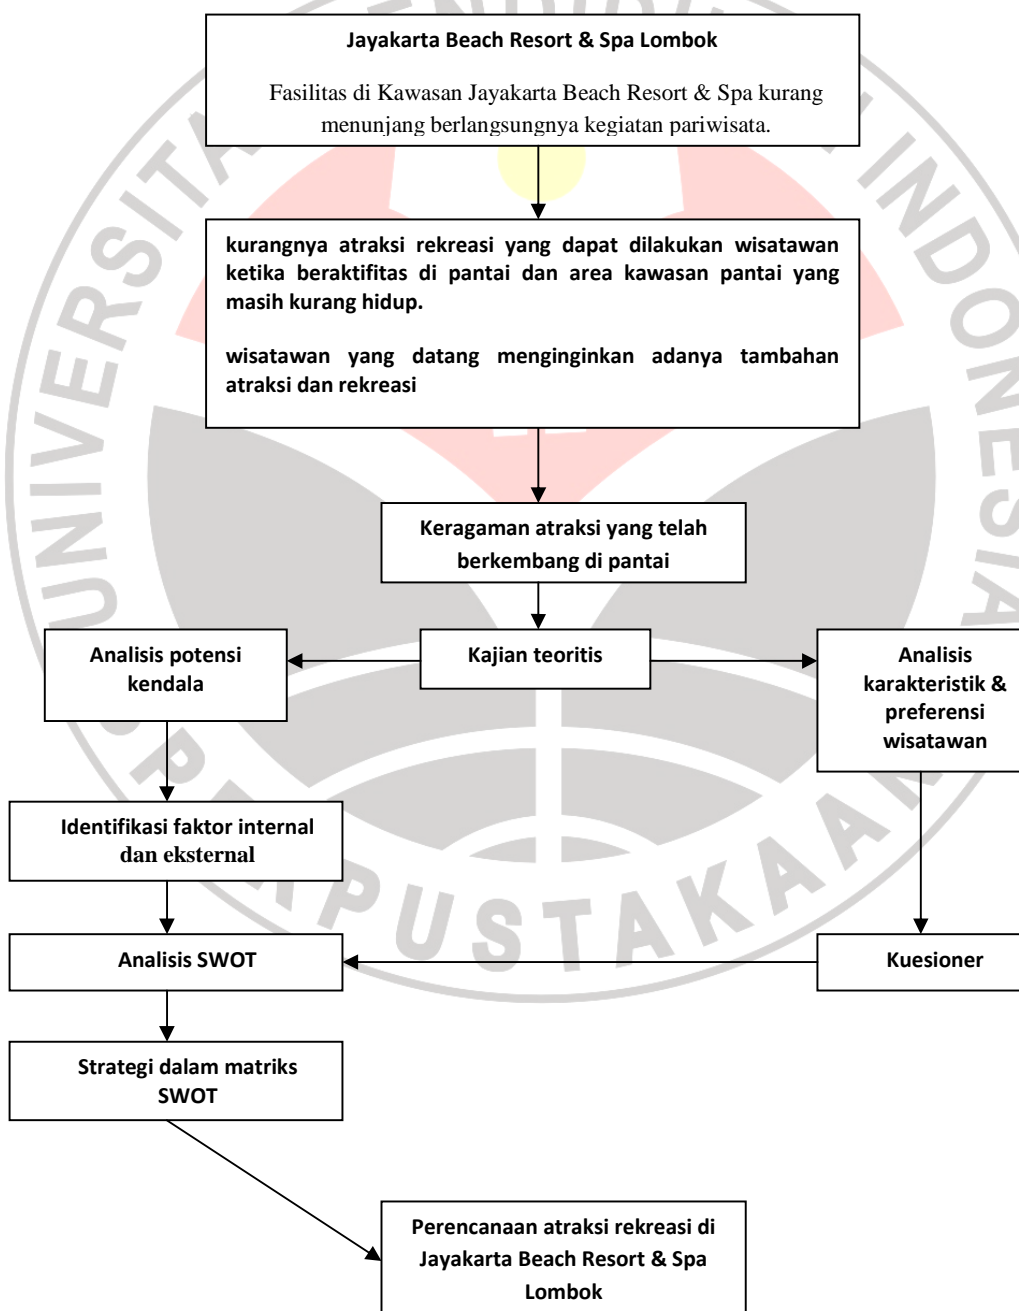 Jayakarta Beach Resort & Spa Lombok
Fasilitas di Kawasan Jayakarta Beach Resort & Spa kurang
menunjang berlangsungnya kegiatan pariwisata.
kurangnya atraksi rekreasi yang dapat dilakukan wisatawan
ketika beraktifitas di pantai dan area kawasan pantai yang
masih kurang hidup.
wisatawan yang datang menginginkan adanya tambahan
atraksi dan rekreasi
Keragaman atraksi yang telah
berkembang di pantai
Analisis potensi
kendala
Kajian teoritis
Analisis
karakteristik &
preferensi
wisatawan
Identifikasi faktor internal
dan eksternal
Analisis SWOT
Kuesioner
Strategi dalam matriks
SWOT
Perencanaan atraksi rekreasi di
Jayakarta Beach Resort & Spa
Lombok
UNIVERSITA
INDONESIA
PUSTAKAAN